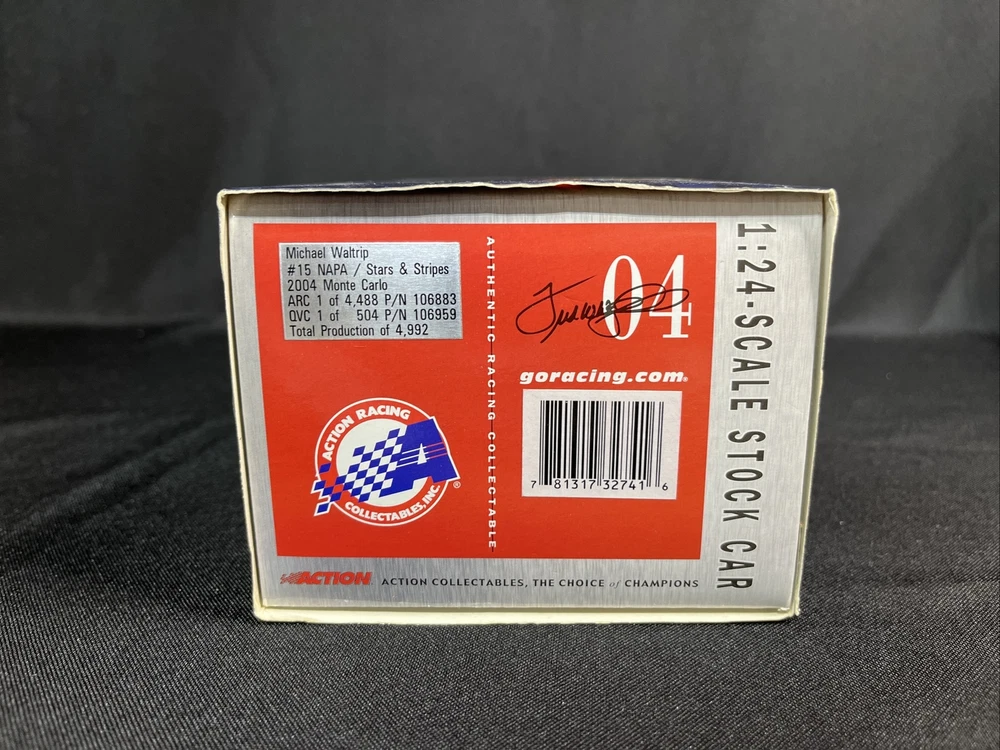 Michael Waltrip
#15 NAPA / Stars & Stripes
2004 Monte Carlo
ARC 1 of 4,488 P/N 106883
QVC 1 of 504 P/N 106959
Total Production of 4,992
ACTION RACING
COLLECTABLES, INC.
®
AUTHENTIC RACING COLLECTABLE
04
goracing.com®
7 81317 32741 6
1:24-SCALE STOCK CAR
ACTION
ACTION COLLECTABLES, THE CHOICE of CHAMPIONS